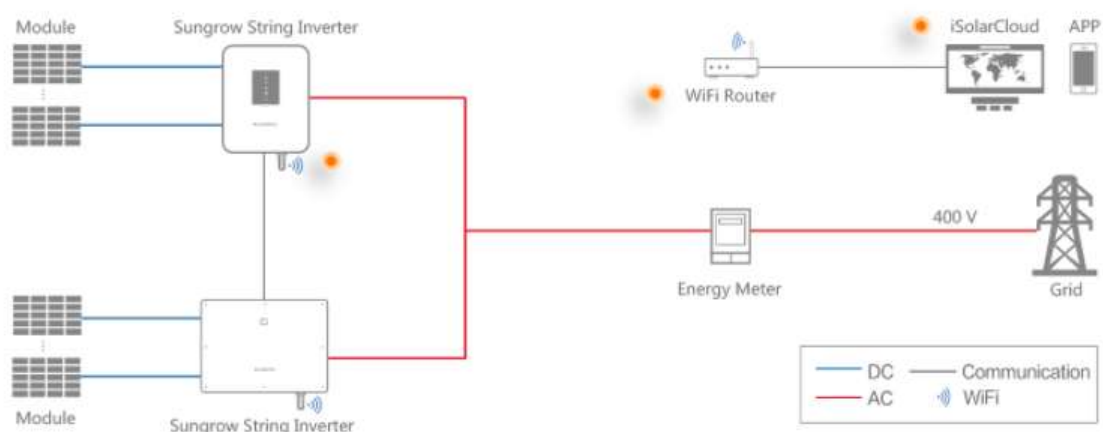 Module
Sungrow String Inverter
iSolarCloud
APP
WiFi Router
400 V
Energy Meter
Grid
DC
Communication
AC
WiFi
Module
Sungrow String Inverter